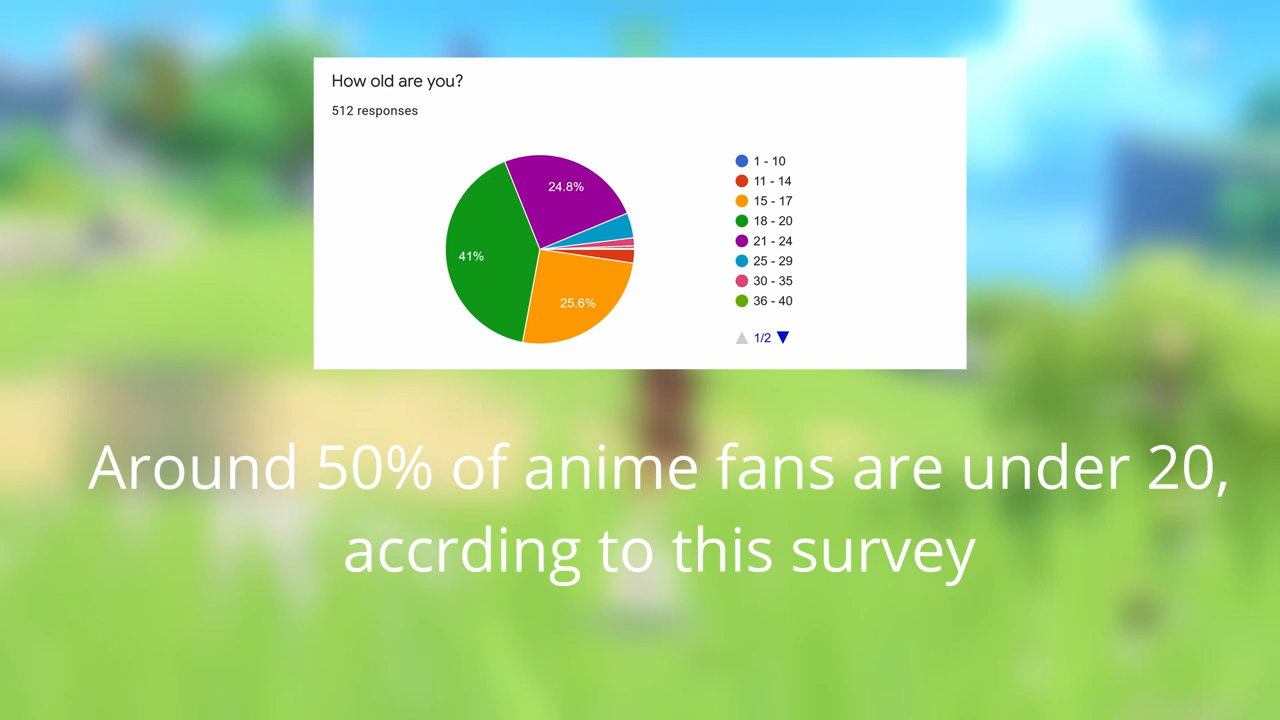 How old are you?
512 responses
24.8%
41%
25.6%
1 - 10
11 - 14
15 - 17
18 - 20
21 - 24
25 - 29
30 - 35
36 - 40
1/2
Around 50% of anime fans are under 20,
accrding to this survey